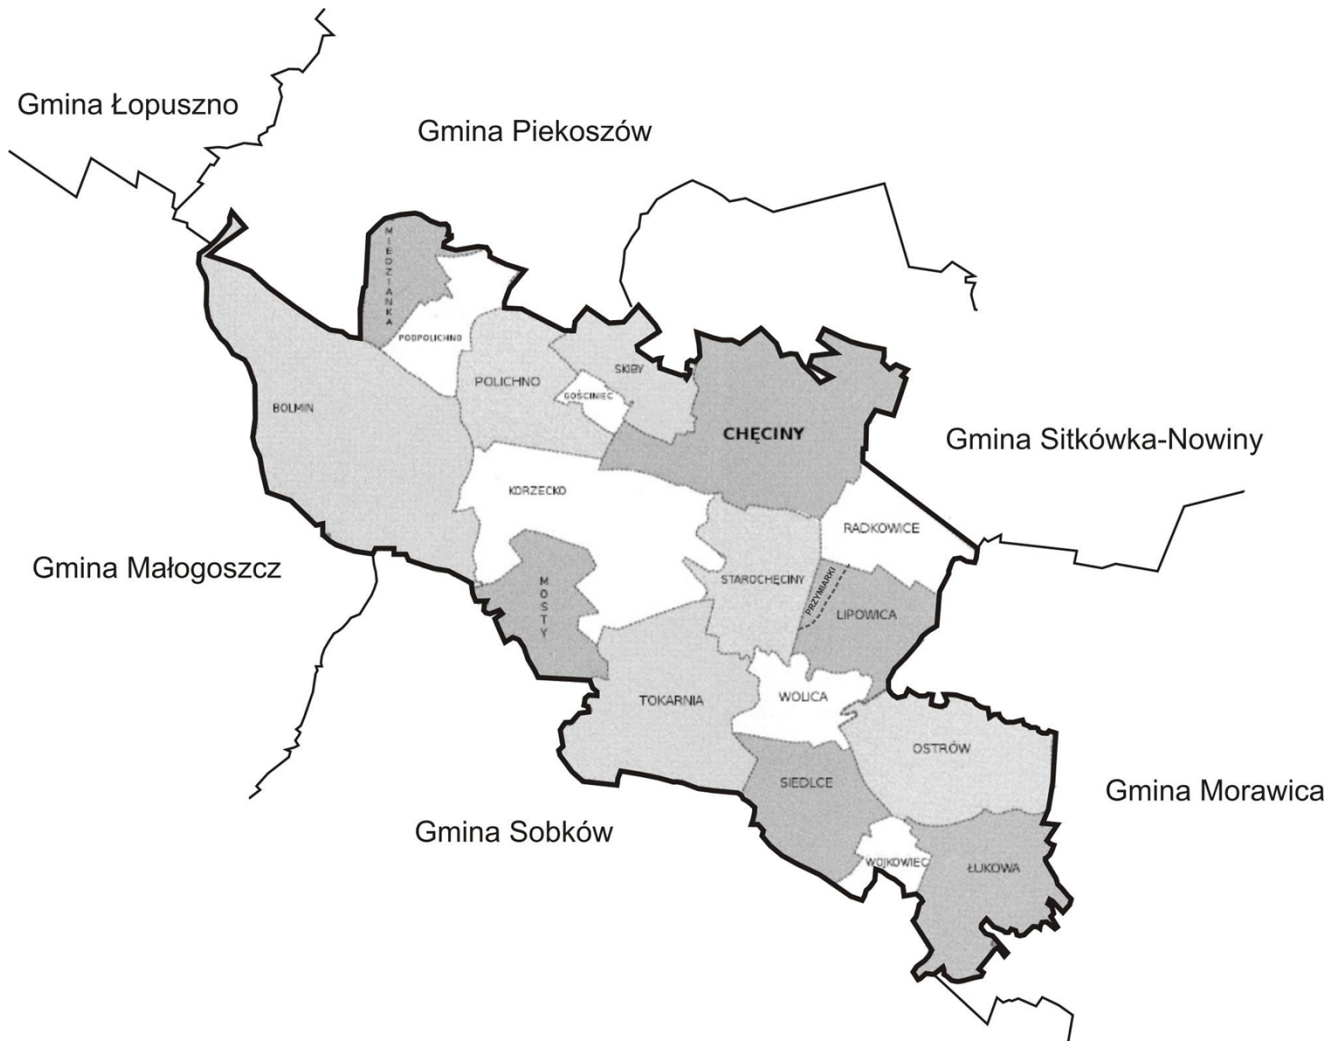 Gmina Łopuszno
Gmina Piekoszów
MIEDZIANKA
PODPOLICHNO
SKIBY
POLICHNO
GOŚCINIEC
BOLMIN
CHĘCINY
Gmina Sitkówka-Nowiny
KORZECKO
RADKOWICE
Gmina Małogoszcz
STAROCHĘCINY
PRZYMIARKI
MOSTY
LIPOWICA
TOKARNIA
WOLICA
OSTRÓW
SIEDLCE
Gmina Morawica
Gmina Sobków
WOJKOWIEC
ŁUKOWA